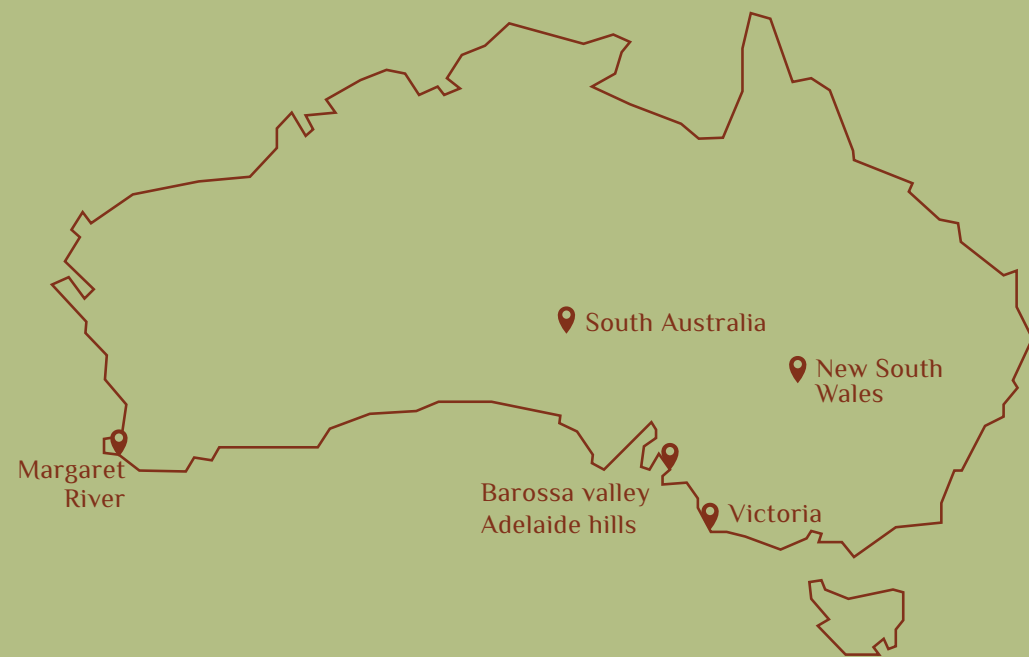 South Australia
New South
Wales
Margaret
River
Barossa valley
Adelaide hills
Victoria